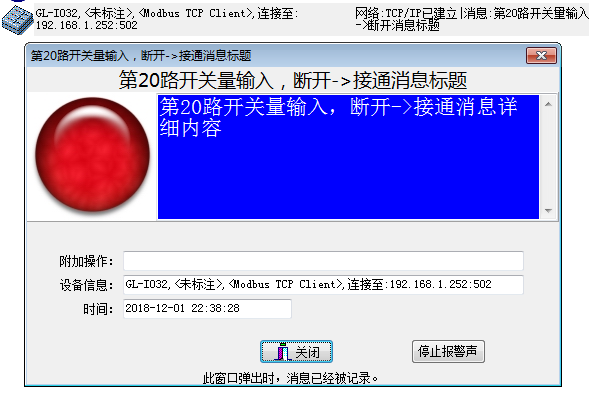 GL-IO32,<未标注>,<Modbus TCP Client>,连接至:
192.168.1.252:502
网络:TCP/IP已建立|消息:第20路开关量输入
->断开消息标题
第20路开关量输入，断开->接通消息标题
第20路开关量输入，断开->接通消息标题
第20路开关量输入，断开->接通消息详
细内容
附加操作:
设备信息: GL-IO32,<未标注>,<Modbus TCP Client>,连接至:192.168.1.252:502
时间: 2018-12-01 22:38:28
关闭
停止报警声
此窗口弹出时，消息已经被记录。